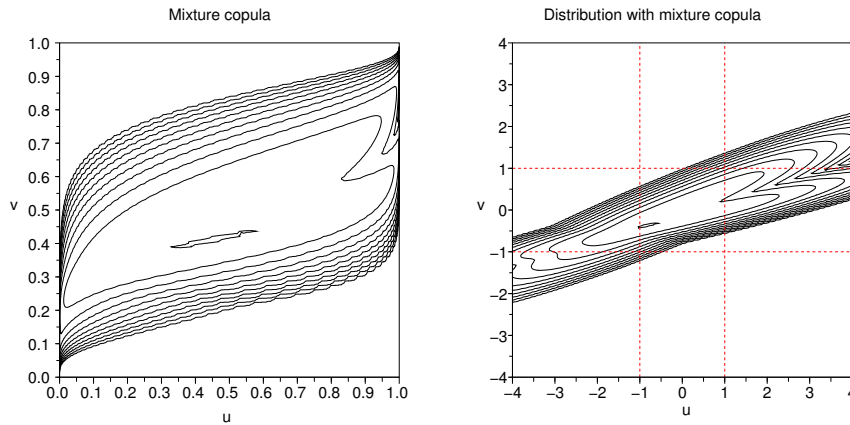 Mixture copula
1.0
0.9
0.8
0.7
0.6
0.5
0.4
0.3
0.2
0.1
0.0
v
0.0 0.1 0.2 0.3 0.4 0.5 0.6 0.7 0.8 0.9 1.0
u
Distribution with mixture copula
4
3
2
1
0
−1
−2
−3
−4
v
−4 −3 −2 −1 0 1 2 3 4
u